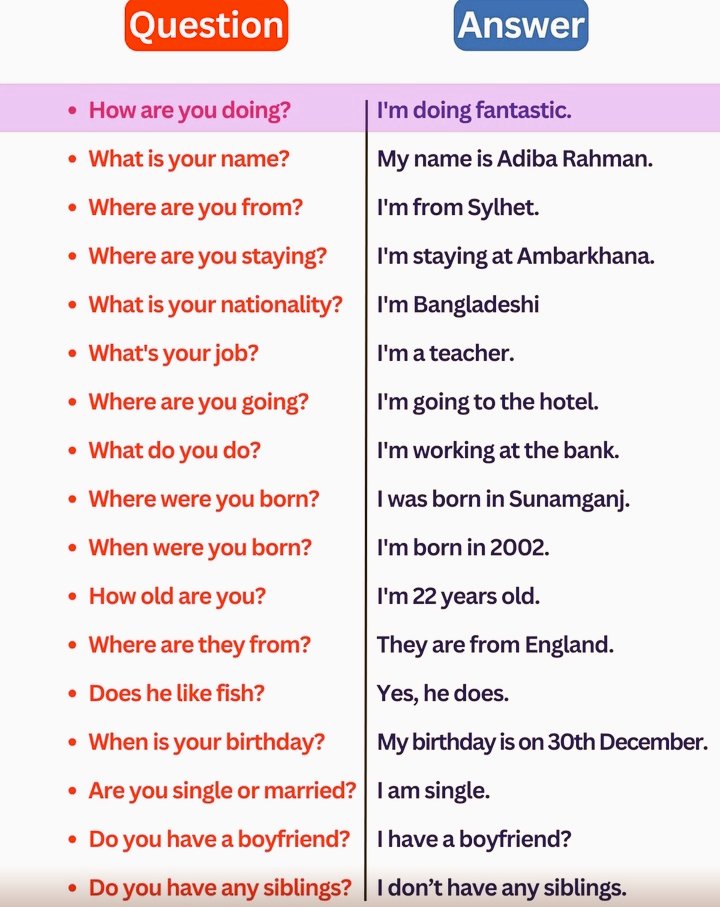 Question Answer
• How are you doing? I'm doing fantastic.
• What is your name? My name is Adiba Rahman.
• Where are you from? I'm from Sylhet.
• Where are you staying? I'm staying at Ambarkhana.
• What is your nationality? I'm Bangladeshi
• What's your job? I'm a teacher.
• Where are you going? I'm going to the hotel.
• What do you do? I'm working at the bank.
• Where were you born? I was born in Sunamganj.
• When were you born? I'm born in 2002.
• How old are you? I'm 22 years old.
• Where are they from? They are from England.
• Does he like fish? Yes, he does.
• When is your birthday? My birthday is on 30th December.
• Are you single or married? I am single.
• Do you have a boyfriend? I have a boyfriend?
• Do you have any siblings? I don’t have any siblings.